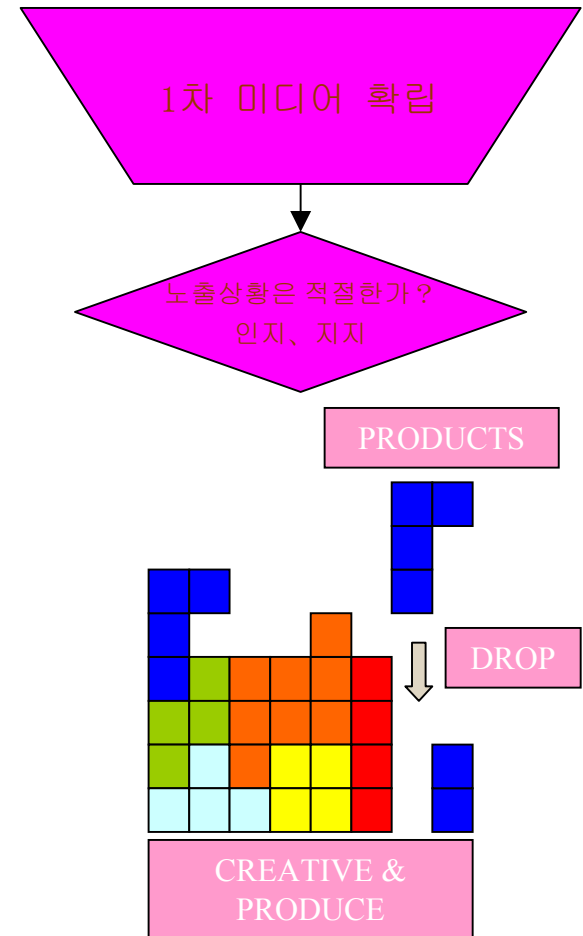 1차 미디어 확립
노출상황은 적절한가?
인지、지지
PRODUCTS
DROP
CREATIVE &
PRODUCE